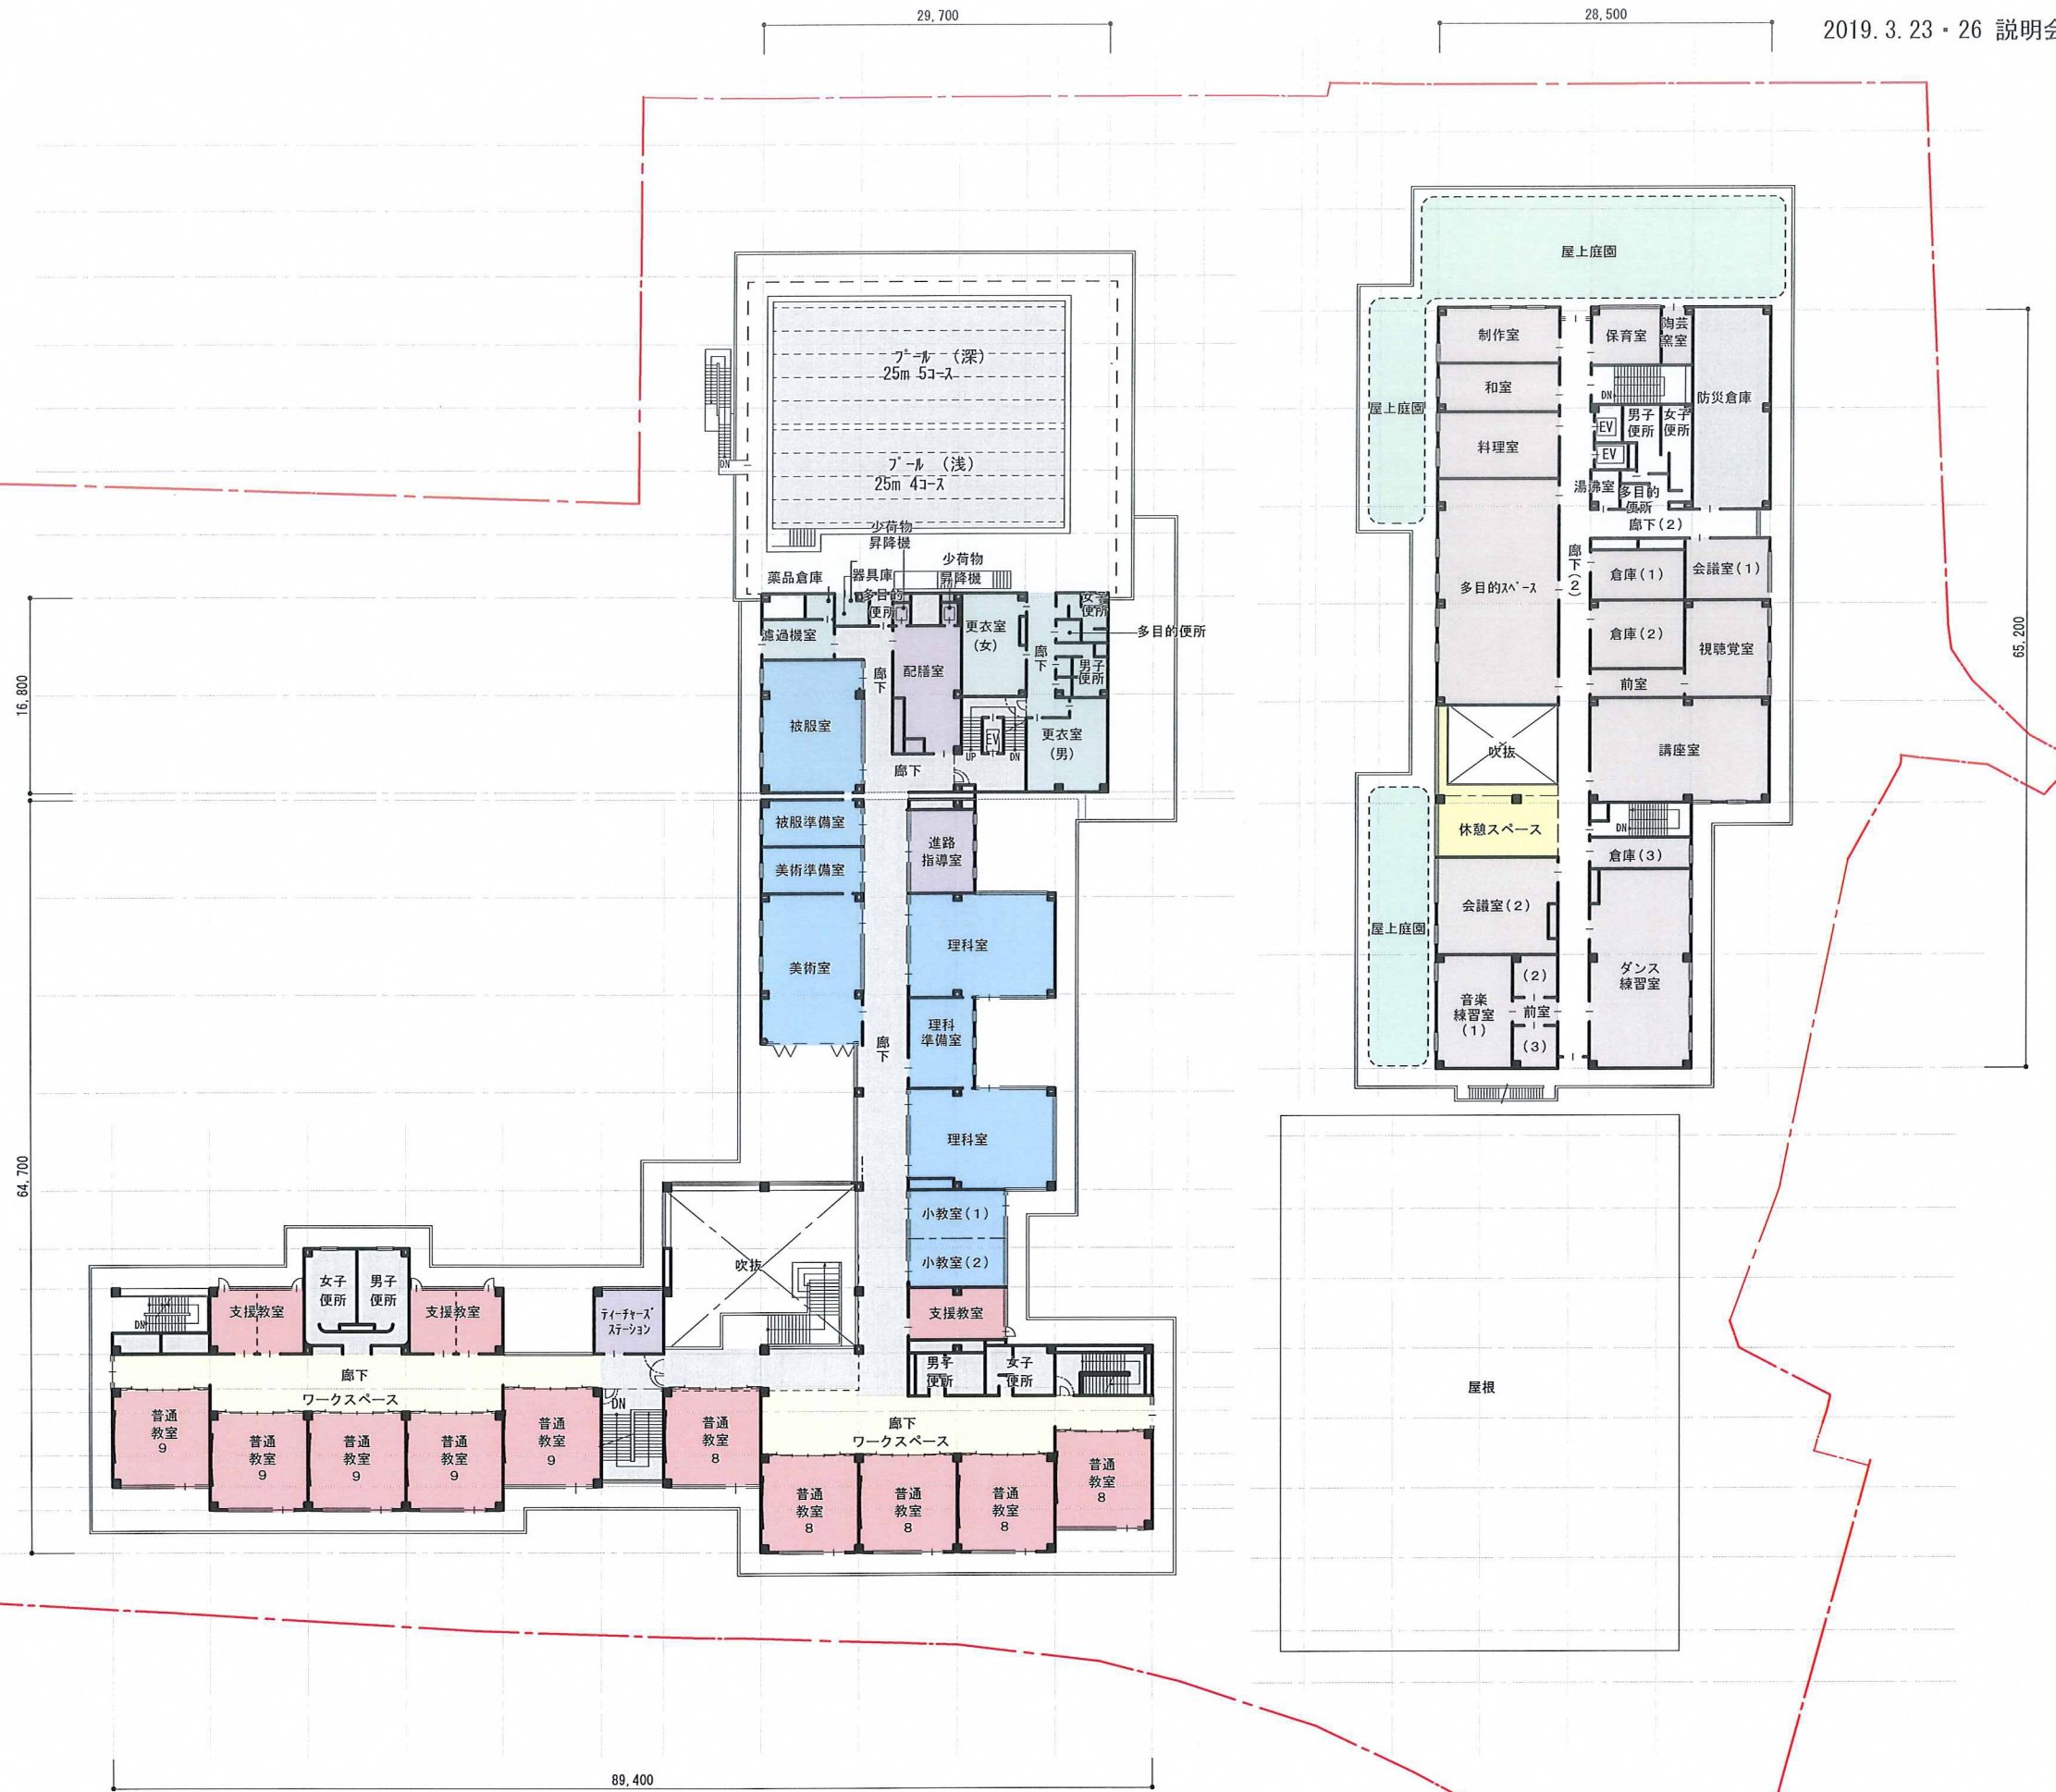 29,700
28,500
2019.3.23・26 説明会
屋上庭園
プール (深)
25m 5コース
プール (浅)
25m 4コース
DN
少荷物
昇降機
少荷物
昇降機
薬品倉庫
器具庫
多目的
便所
濾過機室
更衣室
(女)
女子
便所
多目的便所
廊下
男子
便所
配膳室
廊下
被服室
EV
UP
DN
更衣室
(男)
廊下
16,800
被服準備室
美術準備室
進路
指導室
美術室
理科室
理科
準備室
廊下
理科室
小教室(1)
小教室(2)
支援教室
男子
便所
女子
便所
64,700
吹抜
ティーチャーズ
ステーション
支援教室
女子
便所
男子
便所
支援教室
DN
廊下
ワークスペース
DN
普通
教室
9
普通
教室
9
普通
教室
9
普通
教室
9
普通
教室
9
普通
教室
8
廊下
ワークスペース
普通
教室
8
普通
教室
8
普通
教室
8
普通
教室
8
89,400
屋上庭園
制作室
保育室
陶芸
窯室
和室
DN
防災倉庫
料理室
EV
EV
男子
便所
女子
便所
湯沸室
多目的
便所
廊下(2)
廊下(2)
多目的スペース
倉庫(1)
会議室(1)
倉庫(2)
視聴覚室
前室
65,200
吹抜
講座室
休憩スペース
DN
倉庫(3)
屋上庭園
会議室(2)
ダンス
練習室
音楽
練習室
(1)
(2)
前室
(3)
屋根